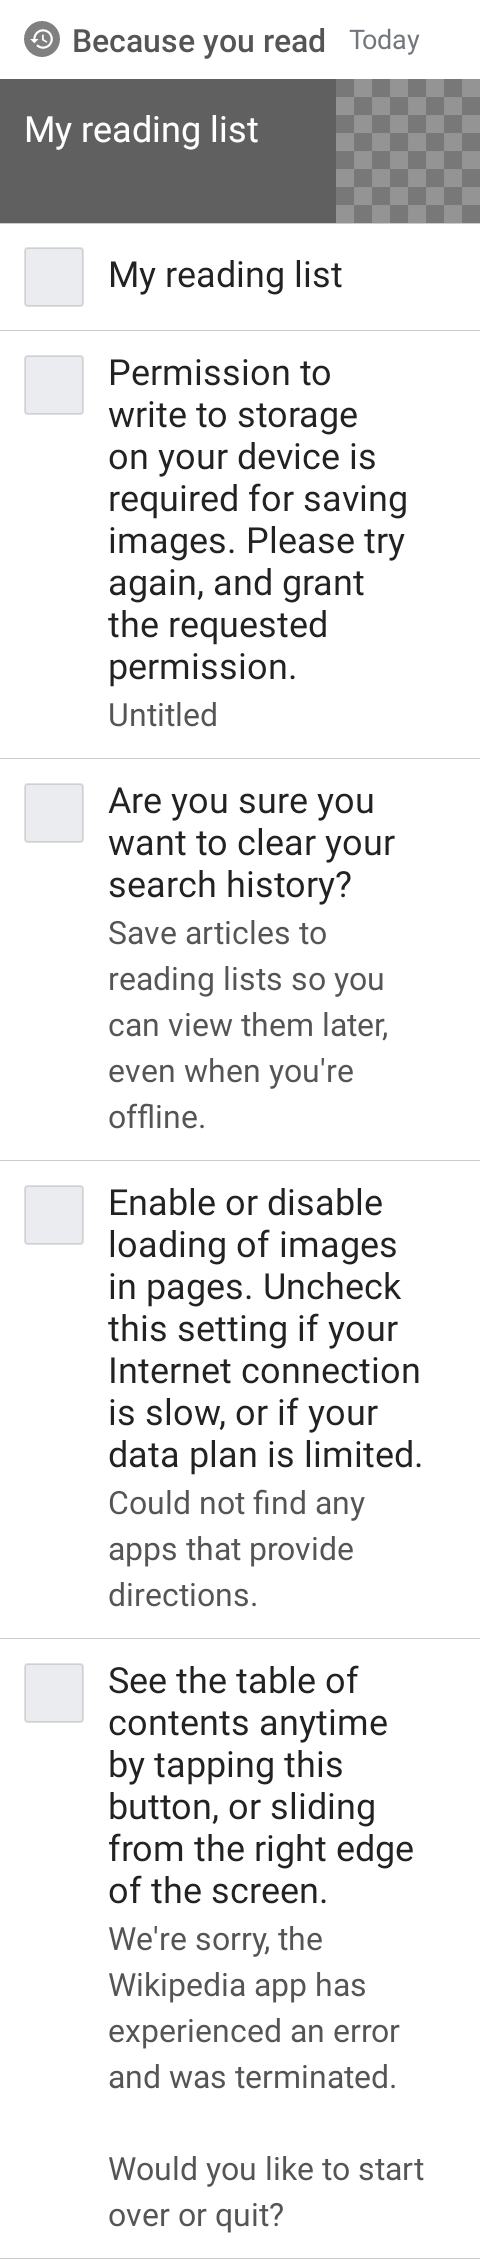 Because you read Today
My reading list
My reading list
Permission to
write to storage
on your device is
required for saving
images. Please try
again, and grant
the requested
permission.
Untitled
Are you sure you
want to clear your
search history?
Save articles to
reading lists so you
can view them later,
even when you're
offline.
Enable or disable
loading of images
in pages. Uncheck
this setting if your
Internet connection
is slow, or if your
data plan is limited.
Could not find any
apps that provide
directions.
See the table of
contents anytime
by tapping this
button, or sliding
from the right edge
of the screen.
We're sorry, the
Wikipedia app has
experienced an error
and was terminated.
Would you like to start
over or quit?